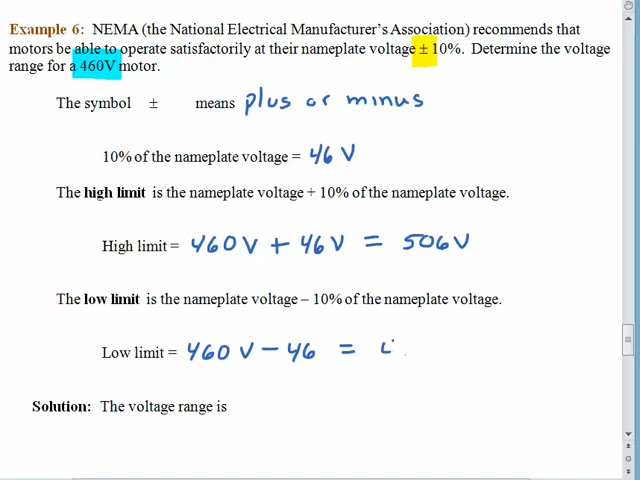 Example 6: NEMA (the National Electrical Manufacturer's Association) recommends that
motors be able to operate satisfactorily at their nameplate voltage ± 10%. Determine the voltage
range for a 460V motor.
The symbol ± means plus or minus
10% of the nameplate voltage = 46 V
The high limit is the nameplate voltage + 10% of the nameplate voltage.
High limit = 460V + 46V = 506V
The low limit is the nameplate voltage – 10% of the nameplate voltage.
Low limit = 460 V – 46 =
Solution: The voltage range is